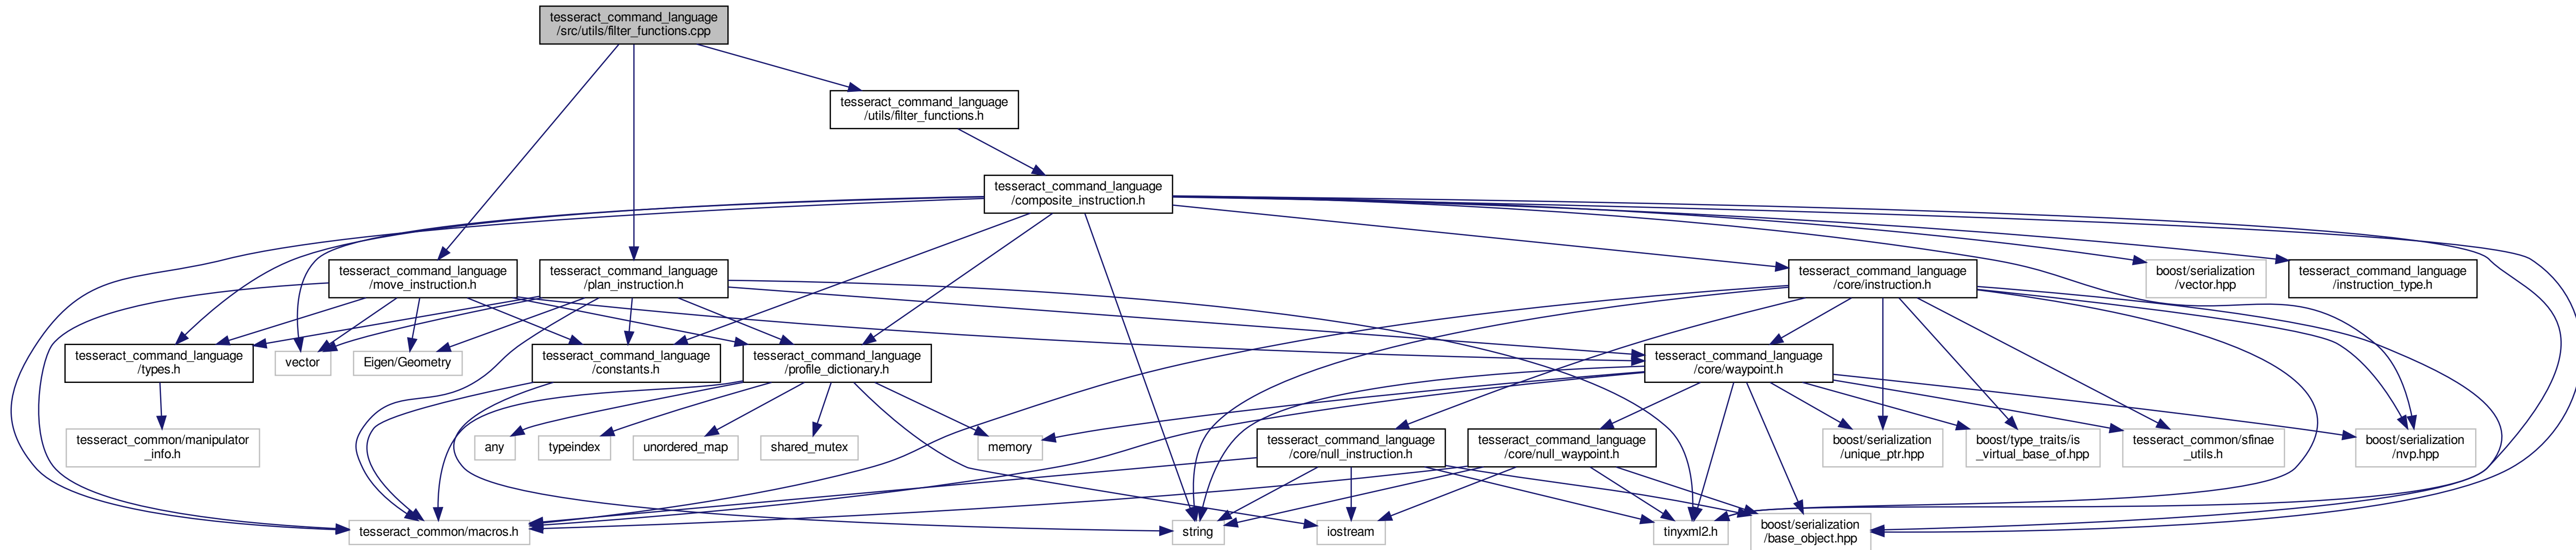 tesseract_command_language
/src/utils/filter_functions.cpp
tesseract_command_language
/utils/filter_functions.h
tesseract_command_language
/composite_instruction.h
tesseract_command_language
/move_instruction.h
tesseract_command_language
/plan_instruction.h
tesseract_command_language
/core/instruction.h
boost/serialization
/vector.hpp
tesseract_command_language
/instruction_type.h
tesseract_command_language
/types.h
vector
Eigen/Geometry
tesseract_command_language
/constants.h
tesseract_command_language
/profile_dictionary.h
tesseract_command_language
/core/waypoint.h
tesseract_common/manipulator
_info.h
any
typeindex
unordered_map
shared_mutex
memory
tesseract_command_language
/core/null_instruction.h
tesseract_command_language
/core/null_waypoint.h
boost/serialization
/unique_ptr.hpp
boost/type_traits/is
_virtual_base_of.hpp
tesseract_common/sfinae
_utils.h
boost/serialization
/nvp.hpp
tesseract_common/macros.h
string
iostream
tinyxml2.h
boost/serialization
/base_object.hpp